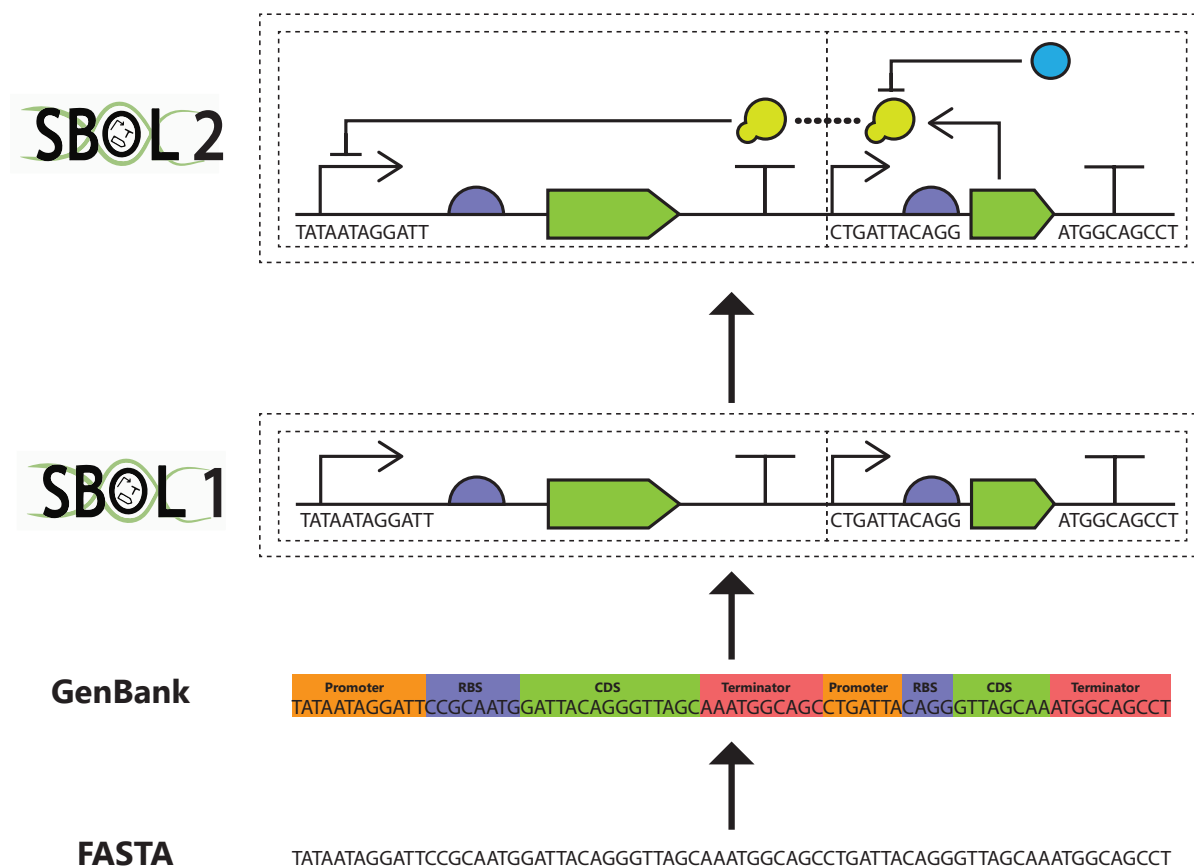 SBOL 2
TATAATAGGATT CTGATTACAGG ATGGCAGCCT
SBOL 1
TATAATAGGATT CTGATTACAGG ATGGCAGCCT
GenBank
Promoter RBS CDS Terminator Promoter RBS CDS Terminator
TATAATAGGATTCCGCAATGGATTACAGGGTTAGCAAATGGCAGCCTGATTACAGGGTTAGCAAATGGCAGCCT
FASTA
TATAATAGGATTCCGCAATGGATTACAGGGTTAGCAAATGGCAGCCTGATTACAGGGTTAGCAAATGGCAGCCT